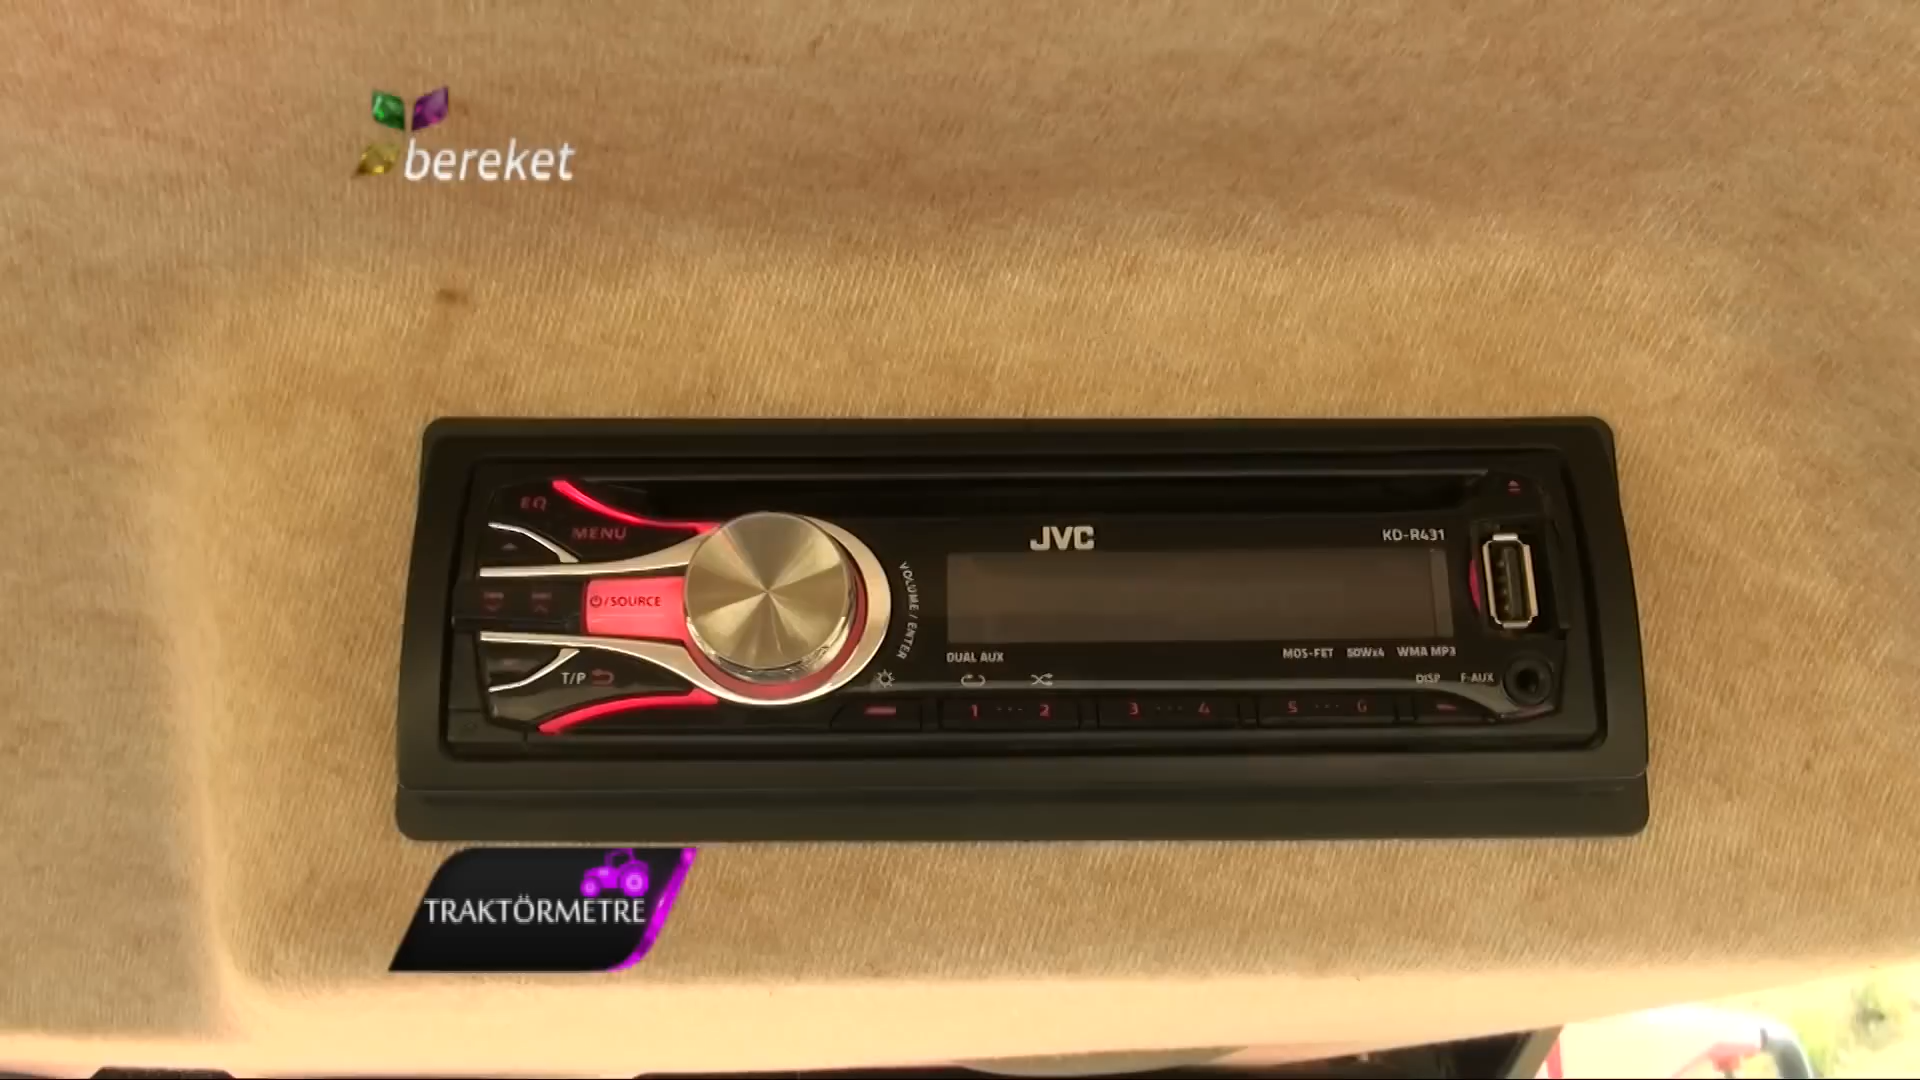 bereket
EQ
MENU
JVC
KD-R431
/SOURCE
VOLUME / ENTER
DUAL AUX
MOS-FET 50Wx4 WMA MP3
T/P
DISP F-AUX
1 ··· 2 3 ··· 4 5 ··· 6
TRAKTÖRMETRE